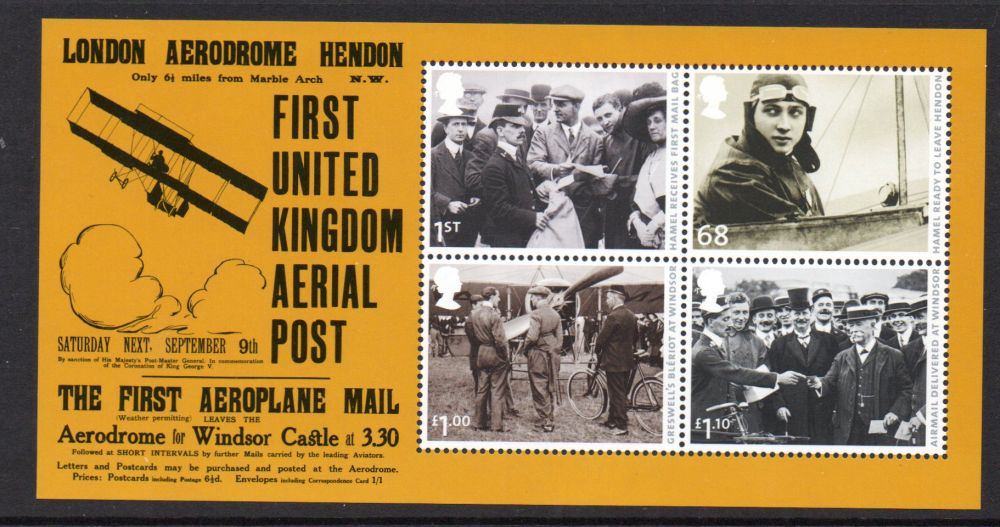 LONDON AERODROME HENDON
Only 6½ miles from Marble Arch N.W.
FIRST
UNITED
KINGDOM
AERIAL
POST
SATURDAY NEXT, SEPTEMBER 9th
By sanction of His Majesty's Post-Master General. In commemoration
of the Coronation of King George V.
THE FIRST AEROPLANE MAIL
(Weather permitting) LEAVES THE
Aerodrome for Windsor Castle at 3.30
Followed at SHORT INTERVALS by further Mails carried by the leading Aviators.
Letters and Postcards may be purchased and posted at the Aerodrome.
Prices: Postcards including Postage 6½d. Envelopes including Correspondence Card 1/1
1ST
HAMEL RECEIVES FIRST MAIL BAG
68
HAMEL READY TO LEAVE HENDON
£1.00
GRESWELL'S BLÉRIOT AT WINDSOR
£1.10
AIRMAIL DELIVERED AT WINDSOR